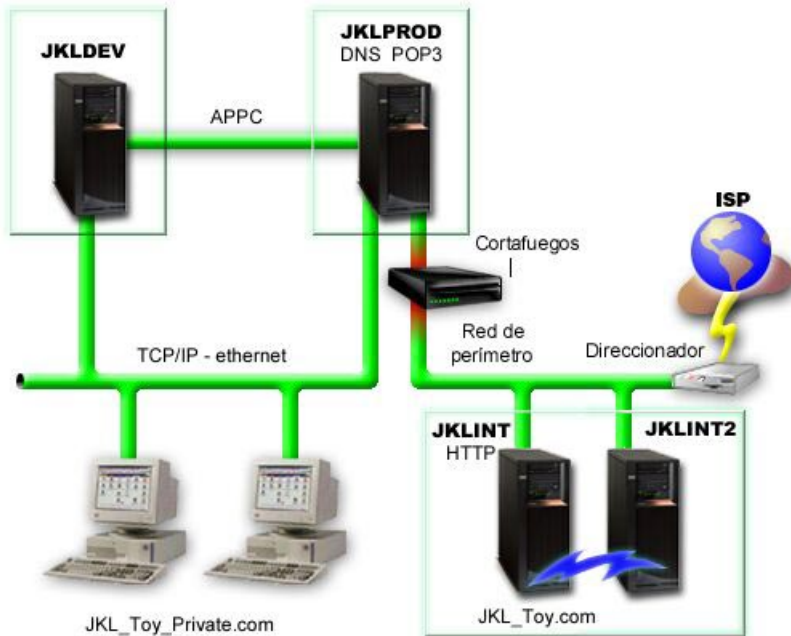 JKLDEV
JKLPROD
DNS POP3
APPC
ISP
Cortafuegos
Red de
perímetro
Direccionador
TCP/IP - ethernet
JKLINT
HTTP
JKLINT2
JKL_Toy.com
JKL_Toy_Private.com